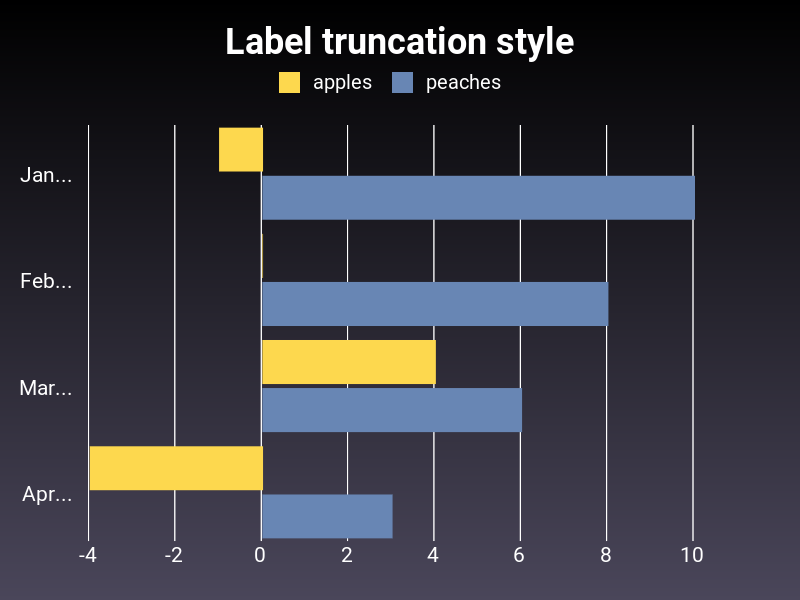 Label truncation style
apples peaches
Jan...
Feb...
Mar...
Apr...
-4 -2 0 2 4 6 8 10